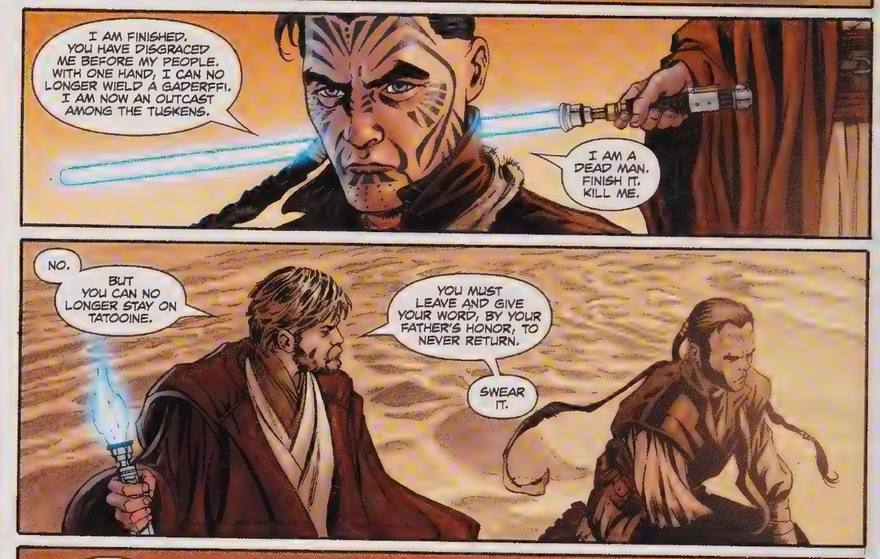 I AM FINISHED.
YOU HAVE DISGRACED
ME BEFORE MY PEOPLE.
WITH ONE HAND, I CAN NO
LONGER WIELD A GADERFFI.
I AM NOW AN OUTCAST
AMONG THE TUSKENS.
I AM A
DEAD MAN.
FINISH IT.
KILL ME.
NO.
BUT
YOU CAN NO
LONGER STAY ON
TATOOINE.
YOU MUST
LEAVE AND GIVE
YOUR WORD, BY YOUR
FATHER'S HONOR, TO
NEVER RETURN.
SWEAR
IT.